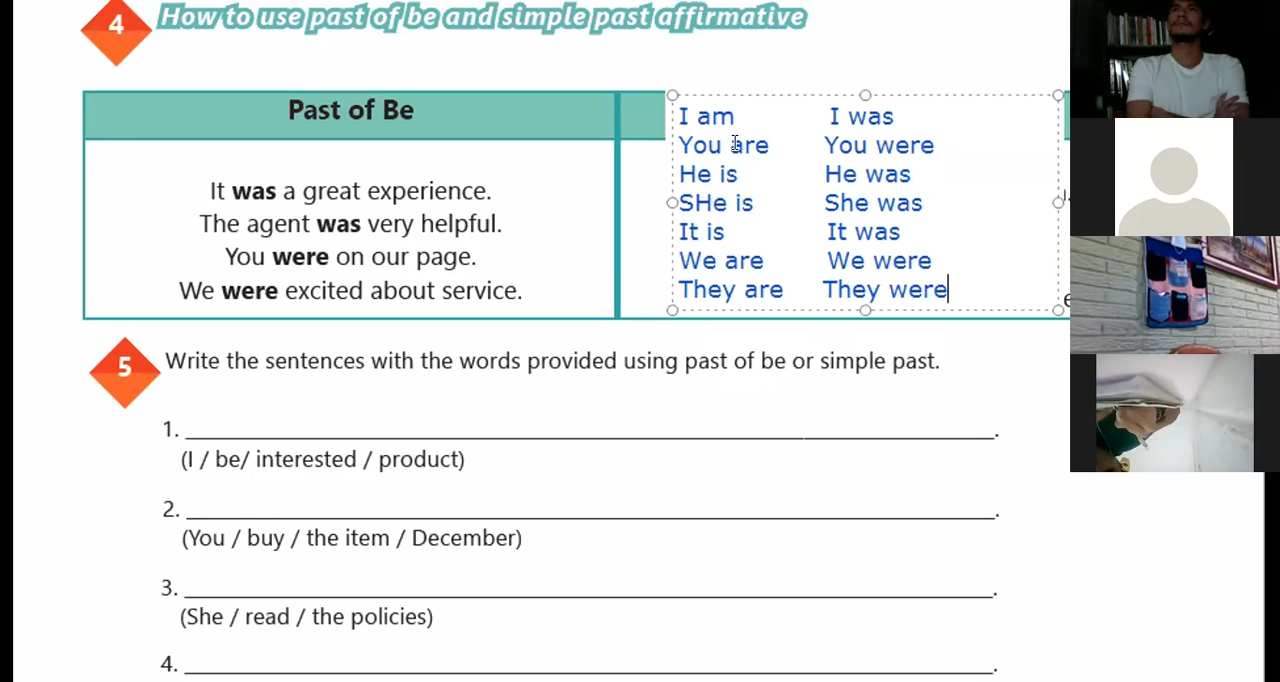 4 How to use past of be and simple past affirmative
Past of Be
It was a great experience.
The agent was very helpful.
You were on our page.
We were excited about service.
I am I was
You are You were
He is He was
SHe is She was
It is It was
We are We were
They are They were
5 Write the sentences with the words provided using past of be or simple past.
1. ______.
(I / be/ interested / product)
2. ______.
(You / buy / the item / December)
3. ______.
(She / read / the policies)
4. ______.